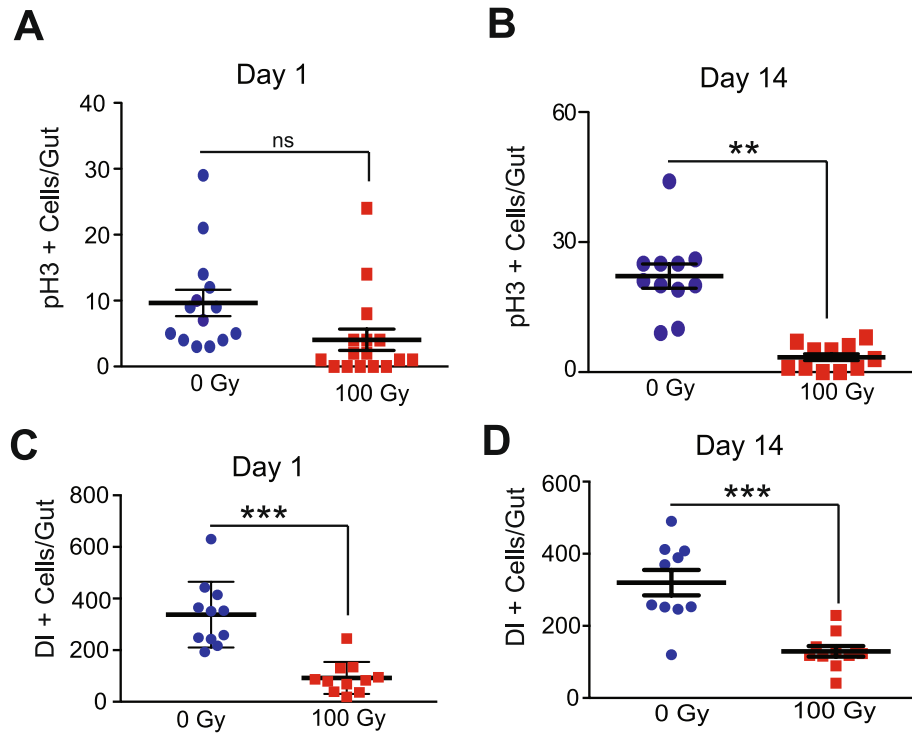 A
Day 1
pH3 + Cells/Gut
40
30
20
10
0
ns
0 Gy
100 Gy
B
Day 14
pH3 + Cells/Gut
60
30
0
**
0 Gy
100 Gy
C
Day 1
Dl + Cells/Gut
800
600
400
200
0
***
0 Gy
100 Gy
D
Day 14
Dl + Cells/Gut
600
400
200
0
***
0 Gy
100 Gy